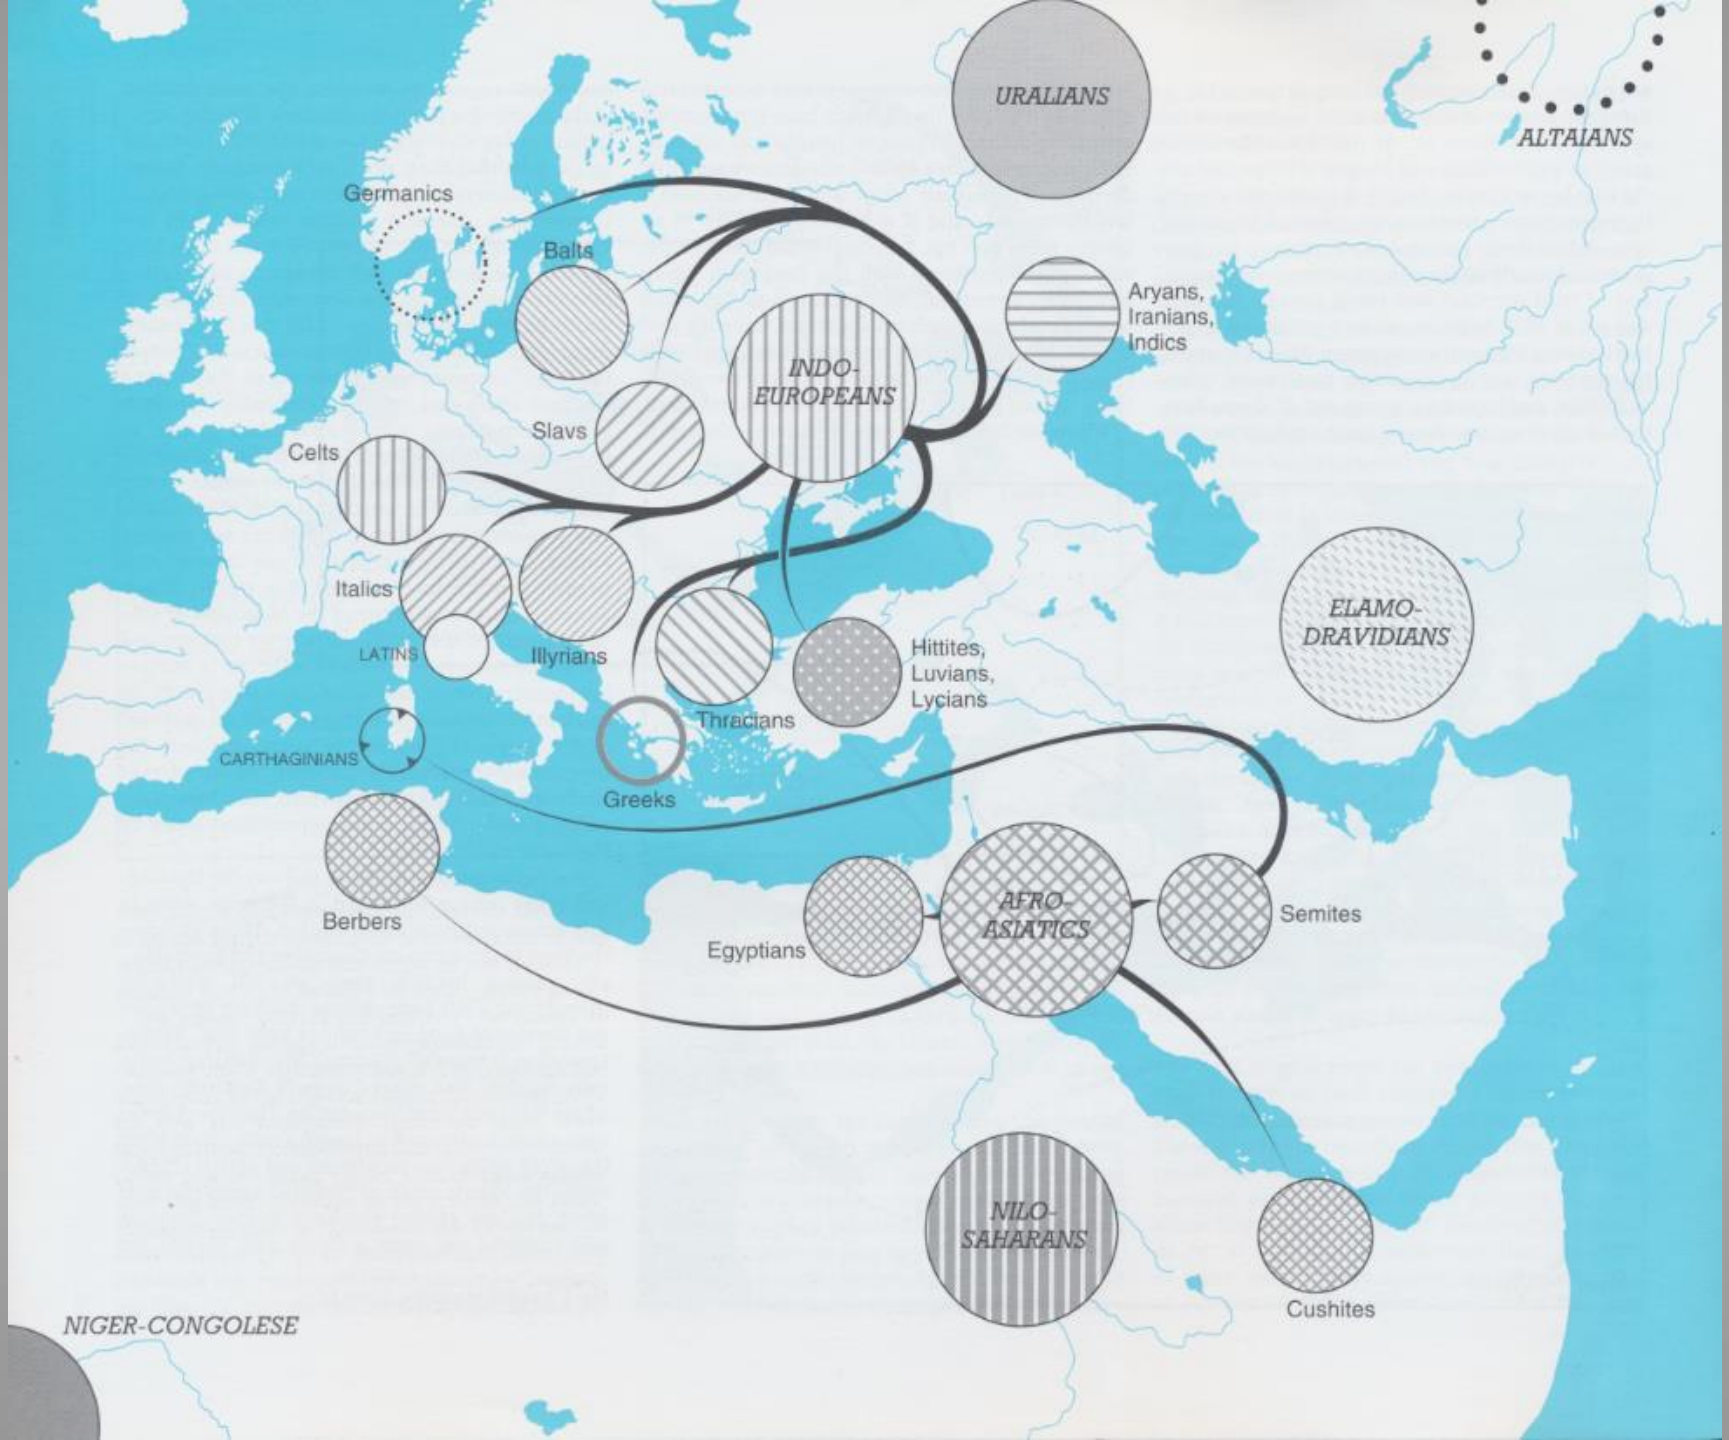 URALIANS
ALTAIANS
Germanics
Balts
Aryans,
Iranians,
Indics
INDO-
EUROPEANS
Slavs
Celts
Italics
LATINS
Illyrians
Thracians
Hittites,
Luvians,
Lycians
ELAMO-
DRAVIDIANS
CARTHAGINIANS
Greeks
Berbers
Egyptians
AFRO-
ASIATICS
Semites
NILO-
SAHARANS
Cushites
NIGER-CONGOLESE